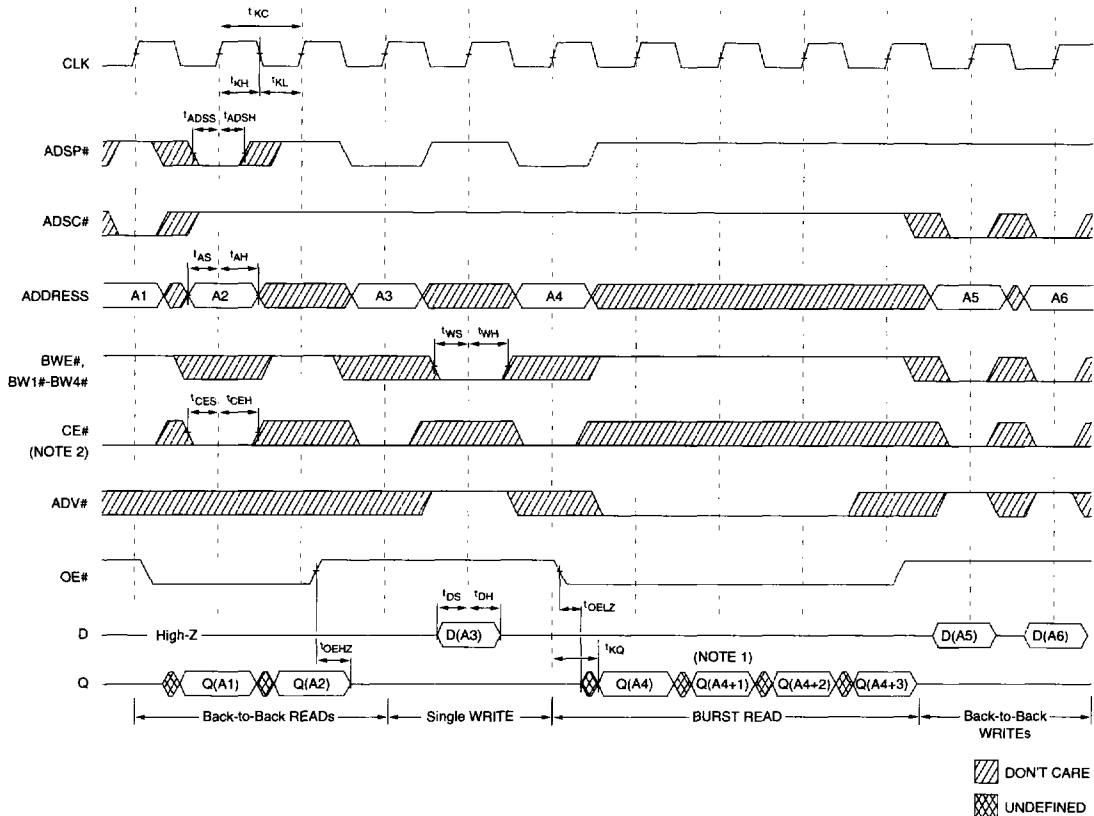 tKC
CLK
tKH
tKL
tADSS
tADSH
ADSP#
ADSC#
tAS
tAH
ADDRESS
A1
A2
A3
A4
A5
A6
tWS
tWH
BWE#,
BW1#-BW4#
tCES
tCEH
CE#
(NOTE 2)
ADV#
OE#
tDS
tDH
tOELZ
D
High-Z
D(A3)
D(A5)
D(A6)
tOEHZ
tKQ
(NOTE 1)
Q
Q(A1)
Q(A2)
Q(A4)
Q(A4+1)
Q(A4+2)
Q(A4+3)
Back-to-Back READs
Single WRITE
BURST READ
Back-to-Back
WRITEs
DON'T CARE
UNDEFINED